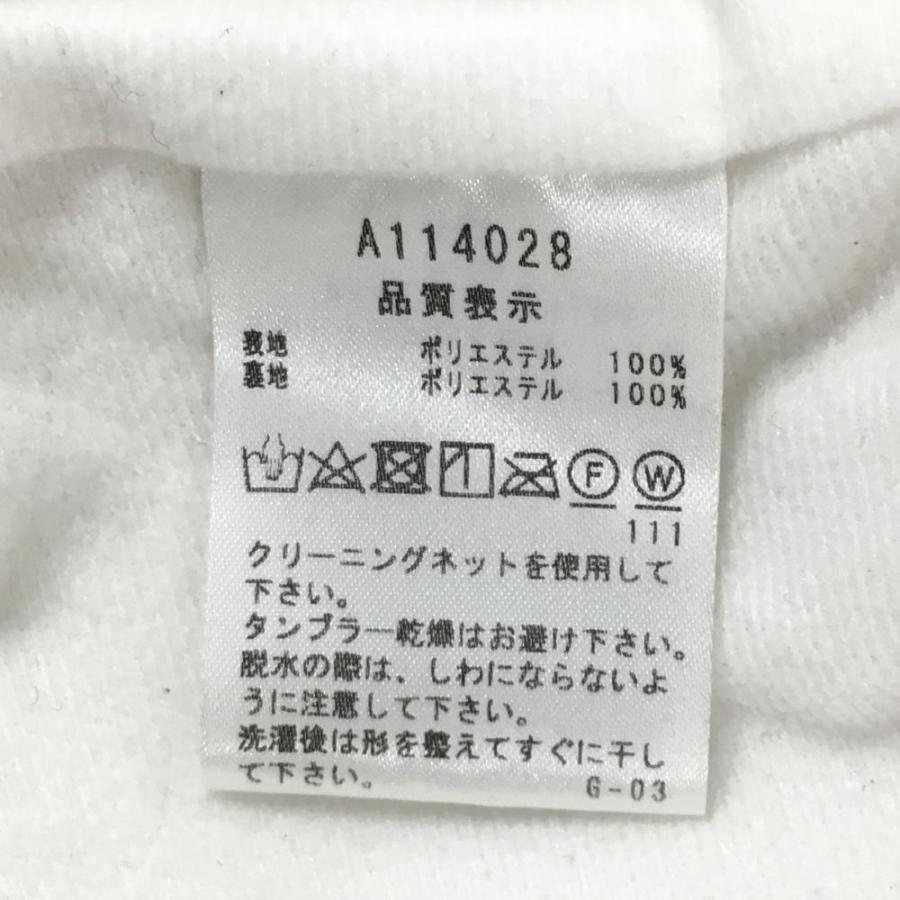 A114028
品質表示
表地 ポリエステル 100%
裏地 ポリエステル 100%
F W
111
クリーニングネットを使用して
下さい。
タンブラー乾燥はお避け下さい。
脱水の際は、しわにならないよ
うに注意して下さい。
洗濯後は形を整えてすぐに干し
て下さい。 G-03